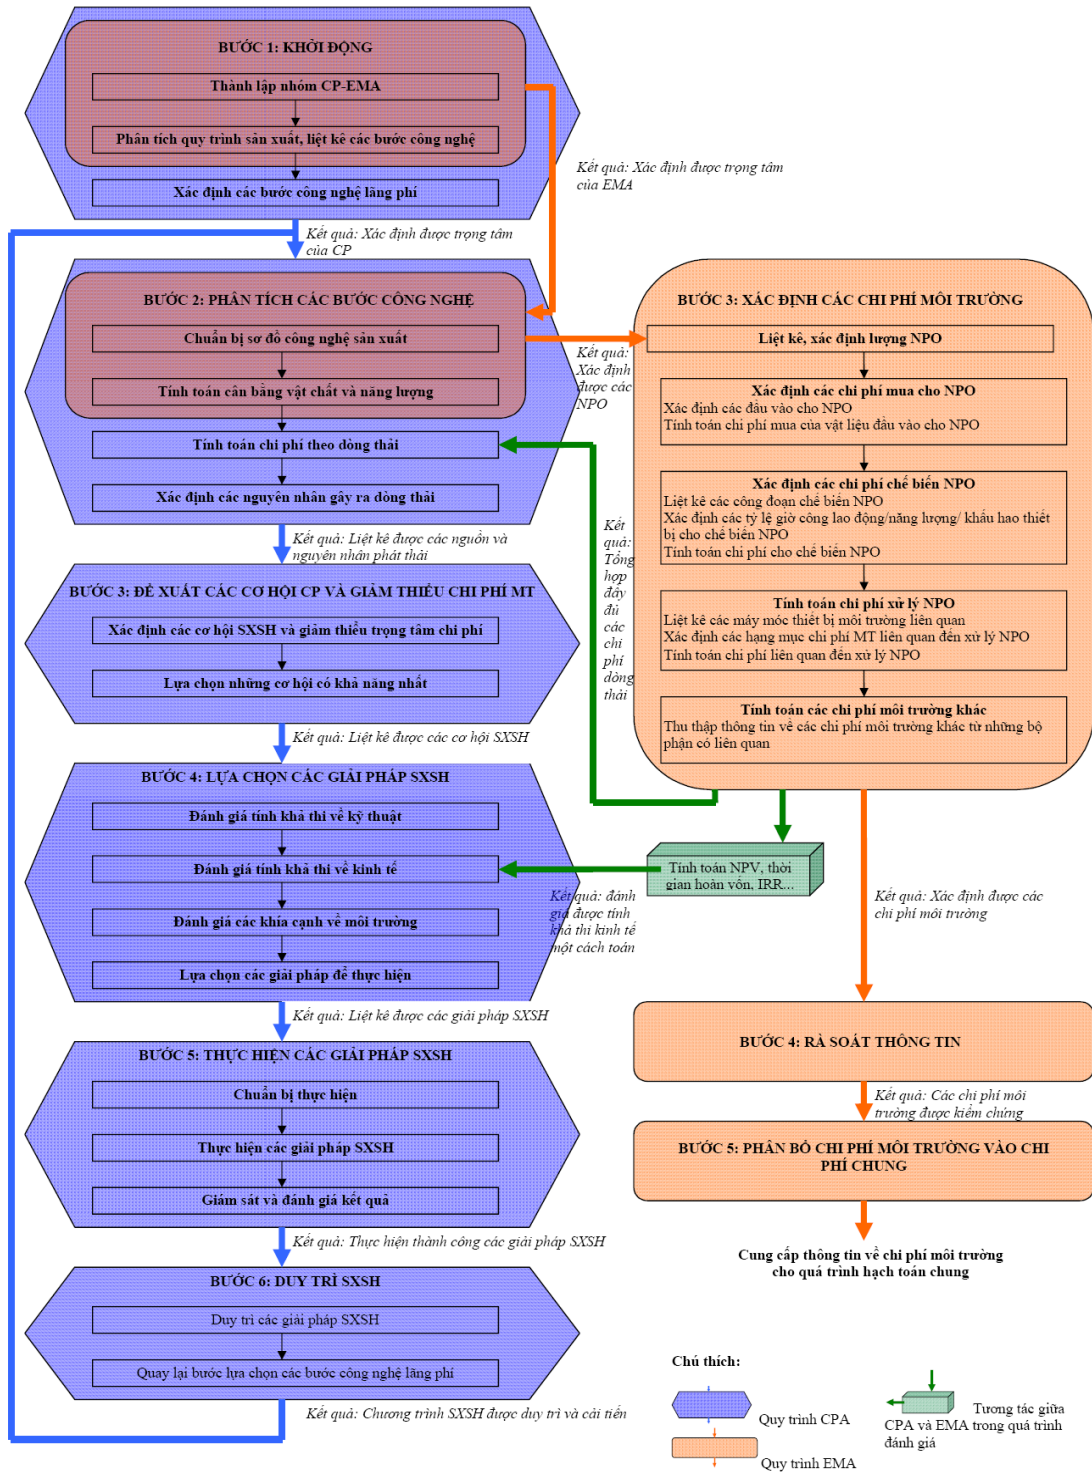 BƯỚC 1: KHỞI ĐỘNG
Thành lập nhóm CP-EMA
Phân tích quy trình sản xuất, liệt kê các bước công nghệ
Xác định các bước công nghệ lãng phí
Kết quả: Xác định được trọng tâm
của EMA
Kết quả: Xác định được trọng tâm
của CP
BƯỚC 2: PHÂN TÍCH CÁC BƯỚC CÔNG NGHỆ
Chuẩn bị sơ đồ công nghệ sản xuất
Tính toán cân bằng vật chất và năng lượng
Tính toán chi phí theo dòng thải
Xác định các nguyên nhân gây ra dòng thải
Kết quả:
Xác định
được các
NPO
BƯỚC 3: XÁC ĐỊNH CÁC CHI PHÍ MÔI TRƯỜNG
Liệt kê, xác định lượng NPO
Xác định các chi phí mua cho NPO
Xác định các đầu vào cho NPO
Tính toán chi phí mua của vật liệu đầu vào cho NPO
Xác định các chi phí chế biến NPO
Liệt kê các công đoạn chế biến NPO
Xác định các tỷ lệ giờ công lao động/năng lượng/ khấu hao thiết
bị cho chế biến NPO
Tính toán chi phí cho chế biến NPO
Tính toán chi phí xử lý NPO
Liệt kê các máy móc thiết bị môi trường liên quan
Xác định các hạng mục chi phí MT liên quan đến xử lý NPO
Tính toán chi phí liên quan đến xử lý NPO
Tính toán các chi phí môi trường khác
Thu thập thông tin về các chi phí môi trường khác từ những bộ
phận có liên quan
Kết
quả:
Tổng
hợp
đầy
đủ
các
chi
phí
dòng
thải
Kết quả: Liệt kê được các nguồn và
nguyên nhân phát thải
BƯỚC 3: ĐỀ XUẤT CÁC CƠ HỘI CP VÀ GIẢM THIỂU CHI PHÍ MT
Xác định các cơ hội SXSH và giảm thiểu trọng tâm chi phí
Lựa chọn những cơ hội có khả năng nhất
Kết quả: Liệt kê được các cơ hội SXSH
BƯỚC 4: LỰA CHỌN CÁC GIẢI PHÁP SXSH
Đánh giá tính khả thi về kỹ thuật
Đánh giá tính khả thi về kinh tế
Đánh giá các khía cạnh về môi trường
Lựa chọn các giải pháp để thực hiện
Tính toán NPV, thời
gian hoàn vốn, IRR...
Kết quả: đánh
giá được tính
khả thi kinh tế
một cách toán
Kết quả: Xác định được các
chi phí môi trường
Kết quả: Liệt kê được các giải pháp SXSH
BƯỚC 5: THỰC HIỆN CÁC GIẢI PHÁP SXSH
Chuẩn bị thực hiện
Thực hiện các giải pháp SXSH
Giám sát và đánh giá kết quả
BƯỚC 4: RÀ SOÁT THÔNG TIN
Kết quả: Các chi phí môi
trường được kiểm chứng
BƯỚC 5: PHÂN BỔ CHI PHÍ MÔI TRƯỜNG VÀO CHI
PHÍ CHUNG
Cung cấp thông tin về chi phí môi trường
cho quá trình hạch toán chung
Kết quả: Thực hiện thành công các giải pháp SXSH
BƯỚC 6: DUY TRÌ SXSH
Duy trì các giải pháp SXSH
Quay lại bước lựa chọn các bước công nghệ lãng phí
Kết quả: Chương trình SXSH được duy trì và cải tiến
Chú thích:
Quy trình CPA
Quy trình EMA
Tương tác giữa
CPA và EMA trong quá trình
đánh giá